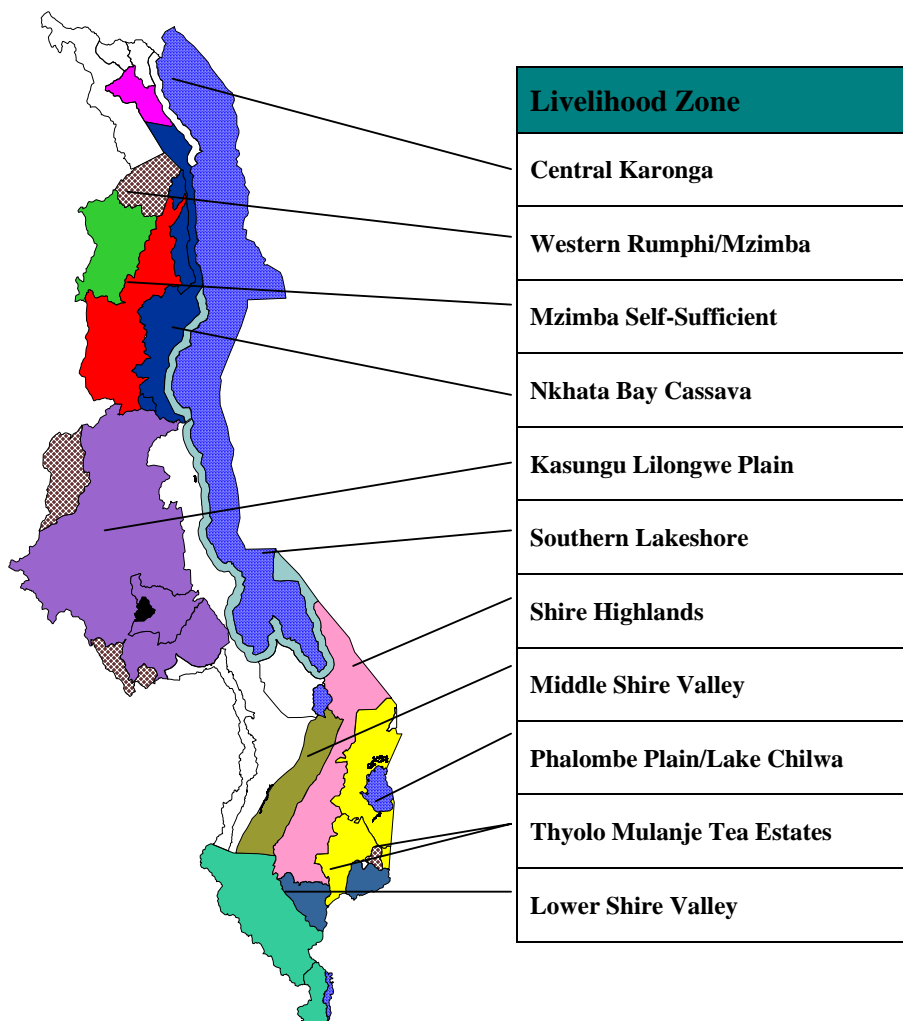 Livelihood Zone
Central Karonga
Western Rumphi/Mzimba
Mzimba Self-Sufficient
Nkhata Bay Cassava
Kasungu Lilongwe Plain
Southern Lakeshore
Shire Highlands
Middle Shire Valley
Phalombe Plain/Lake Chilwa
Thyolo Mulanje Tea Estates
Lower Shire Valley